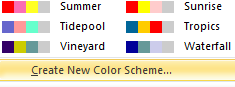 Summer Sunrise
Tidepool Tropics
Vineyard Waterfall
Create New Color Scheme...